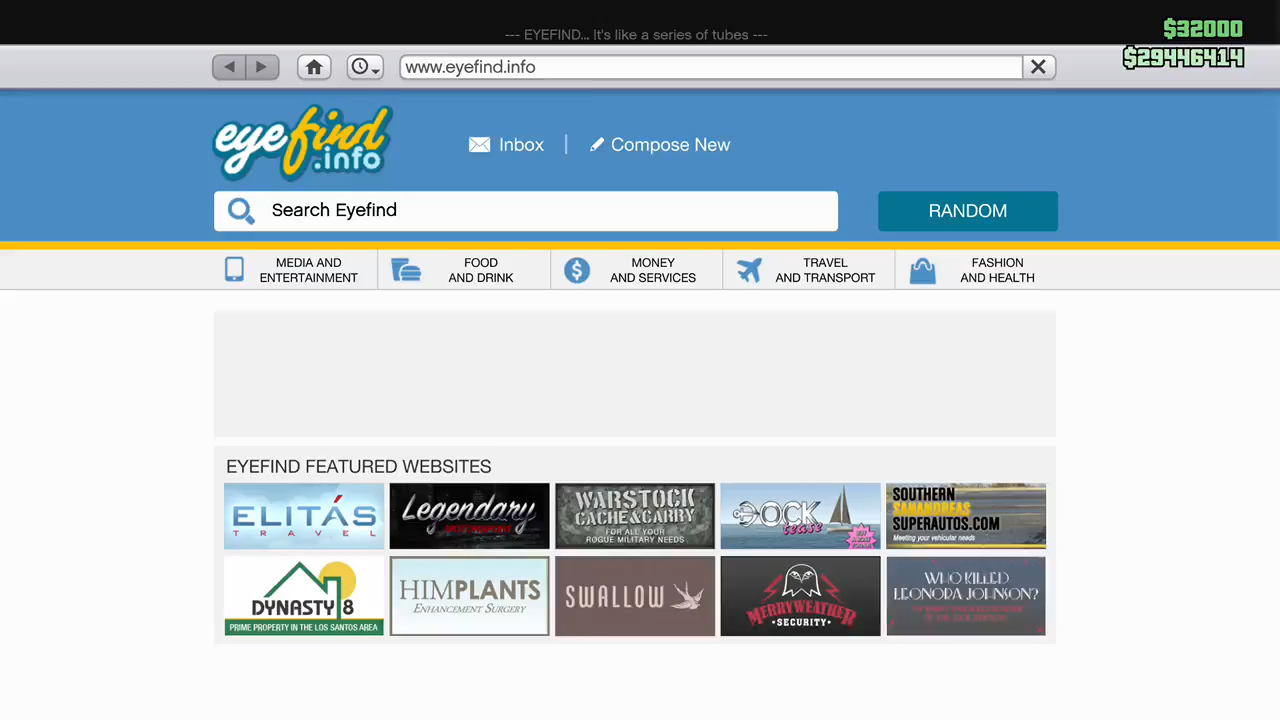 --- EYEFIND... It's like a series of tubes ---
$32000
$29446414
www.eyefind.info
eyefind
.info
Inbox
Compose New
Search Eyefind
RANDOM
MEDIA AND
ENTERTAINMENT
FOOD
AND DRINK
MONEY
AND SERVICES
TRAVEL
AND TRANSPORT
FASHION
AND HEALTH
EYEFIND FEATURED WEBSITES
ELITÁS
TRAVEL
Legendary
WARSTOCK
CACHE&CARRY
FOR ALL YOUR
ROGUE MILITARY NEEDS
DOCK
tease
SOUTHERN
SANANDREAS
SUPERAUTOS.COM
Meeting your vehicular needs
DYNASTY 8
PRIME PROPERTY IN THE LOS SANTOS AREA
HIMPLANTS
ENHANCEMENT SURGERY
SWALLOW
MERRYWEATHER
·SECURITY·
WHO KILLED
LEONORA JOHNSON?